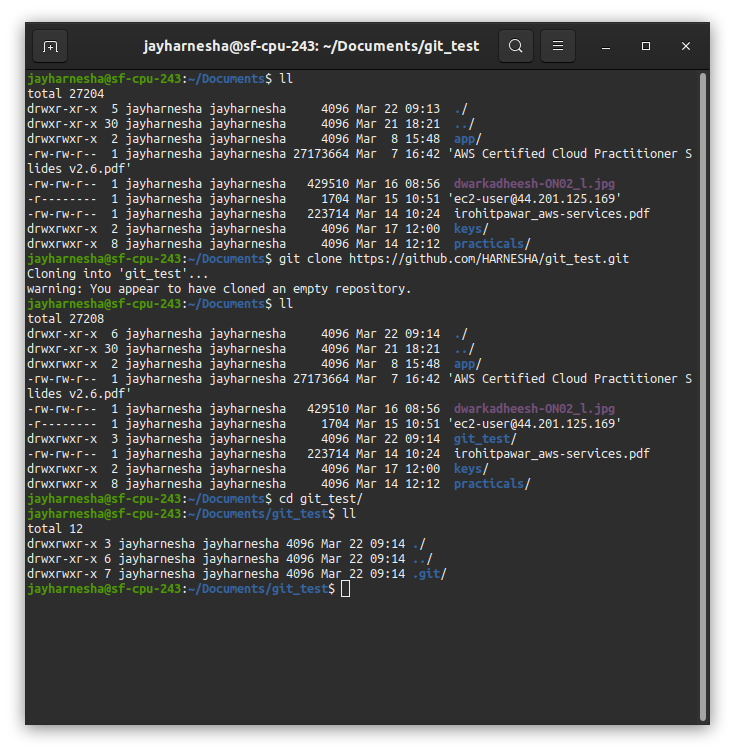 jayharnesha@sf-cpu-243: ~/Documents/git_test
jayharnesha@sf-cpu-243:~/Documents$ ll
total 27204
drwxr-xr-x  5 jayharnesha jayharnesha     4096 Mar 22 09:13  ./
drwxr-xr-x 30 jayharnesha jayharnesha     4096 Mar 21 18:21  ../
drwxrwxr-x  2 jayharnesha jayharnesha     4096 Mar  8 15:48  app/
-rw-rw-r--  1 jayharnesha jayharnesha 27173664 Mar  7 16:42 'AWS Certified Cloud Practitioner S
lides v2.6.pdf'
-rw-rw-r--  1 jayharnesha jayharnesha   429510 Mar 16 08:56  dwarkadheesh-ON02_l.jpg
-r--------  1 jayharnesha jayharnesha     1704 Mar 15 10:51 'ec2-user@44.201.125.169'
-rw-rw-r--  1 jayharnesha jayharnesha   223714 Mar 14 10:24  irohitpawar_aws-services.pdf
drwxrwxr-x  2 jayharnesha jayharnesha     4096 Mar 17 12:00  keys/
drwxrwxr-x  8 jayharnesha jayharnesha     4096 Mar 14 12:12  practicals/
jayharnesha@sf-cpu-243:~/Documents$ git clone https://github.com/HARNESHA/git_test.git
Cloning into 'git_test'...
warning: You appear to have cloned an empty repository.
jayharnesha@sf-cpu-243:~/Documents$ ll
total 27208
drwxr-xr-x  6 jayharnesha jayharnesha     4096 Mar 22 09:14  ./
drwxr-xr-x 30 jayharnesha jayharnesha     4096 Mar 21 18:21  ../
drwxrwxr-x  2 jayharnesha jayharnesha     4096 Mar  8 15:48  app/
-rw-rw-r--  1 jayharnesha jayharnesha 27173664 Mar  7 16:42 'AWS Certified Cloud Practitioner S
lides v2.6.pdf'
-rw-rw-r--  1 jayharnesha jayharnesha   429510 Mar 16 08:56  dwarkadheesh-ON02_l.jpg
-r--------  1 jayharnesha jayharnesha     1704 Mar 15 10:51 'ec2-user@44.201.125.169'
drwxrwxr-x  3 jayharnesha jayharnesha     4096 Mar 22 09:14  git_test/
-rw-rw-r--  1 jayharnesha jayharnesha   223714 Mar 14 10:24  irohitpawar_aws-services.pdf
drwxrwxr-x  2 jayharnesha jayharnesha     4096 Mar 17 12:00  keys/
drwxrwxr-x  8 jayharnesha jayharnesha     4096 Mar 14 12:12  practicals/
jayharnesha@sf-cpu-243:~/Documents$ cd git_test/
jayharnesha@sf-cpu-243:~/Documents/git_test$ ll
total 12
drwxrwxr-x 3 jayharnesha jayharnesha 4096 Mar 22 09:14 ./
drwxr-xr-x 6 jayharnesha jayharnesha 4096 Mar 22 09:14 ../
drwxrwxr-x 7 jayharnesha jayharnesha 4096 Mar 22 09:14 .git/
jayharnesha@sf-cpu-243:~/Documents/git_test$